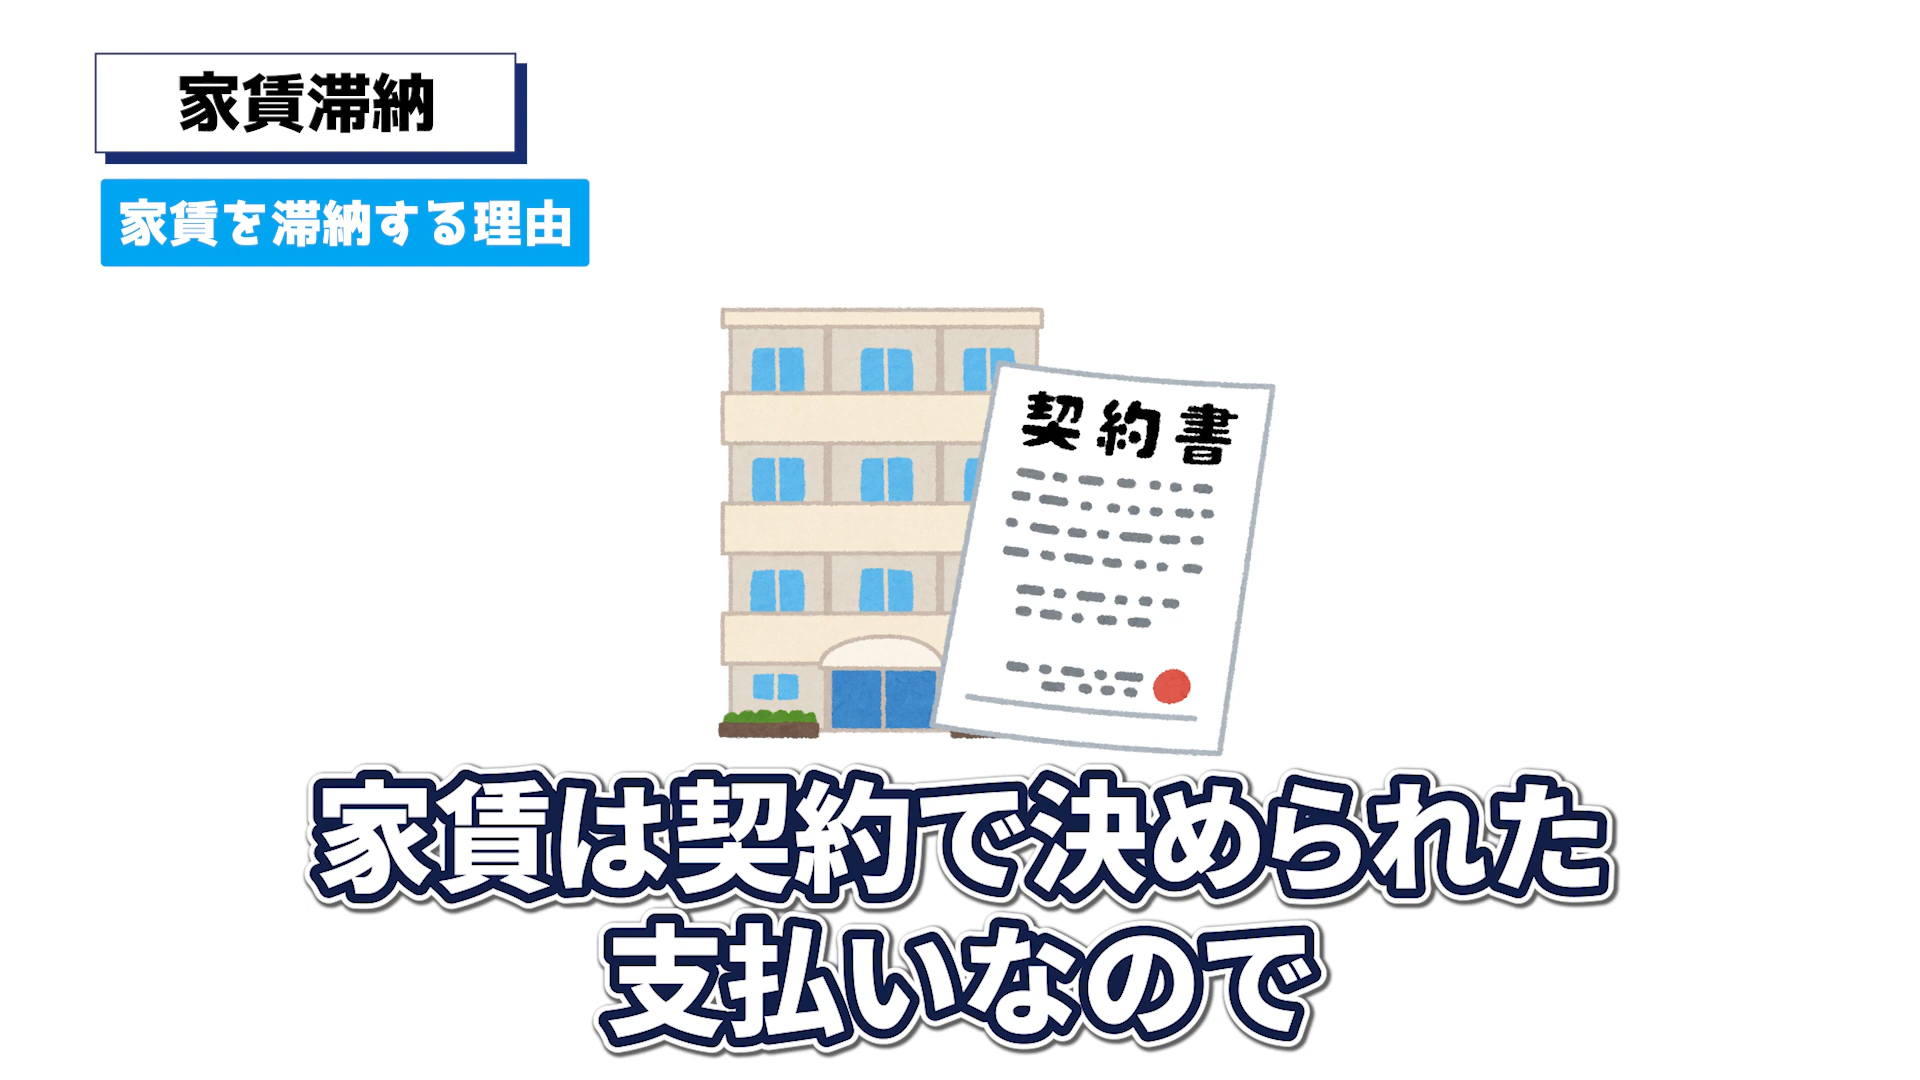 家賃滞納
家賃を滞納する理由
契約書
家賃は契約で決められた
支払いなので